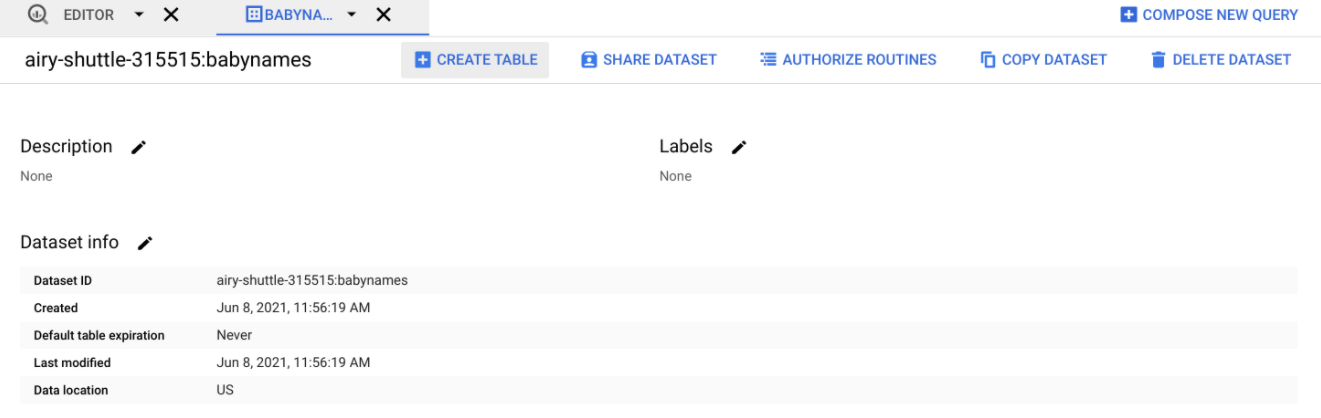 EDITOR BABYNA... COMPOSE NEW QUERY
airy-shuttle-315515:babynames CREATE TABLE SHARE DATASET AUTHORIZE ROUTINES COPY DATASET DELETE DATASET
Description Labels
None None
Dataset info
Dataset ID airy-shuttle-315515:babynames
Created Jun 8, 2021, 11:56:19 AM
Default table expiration Never
Last modified Jun 8, 2021, 11:56:19 AM
Data location US